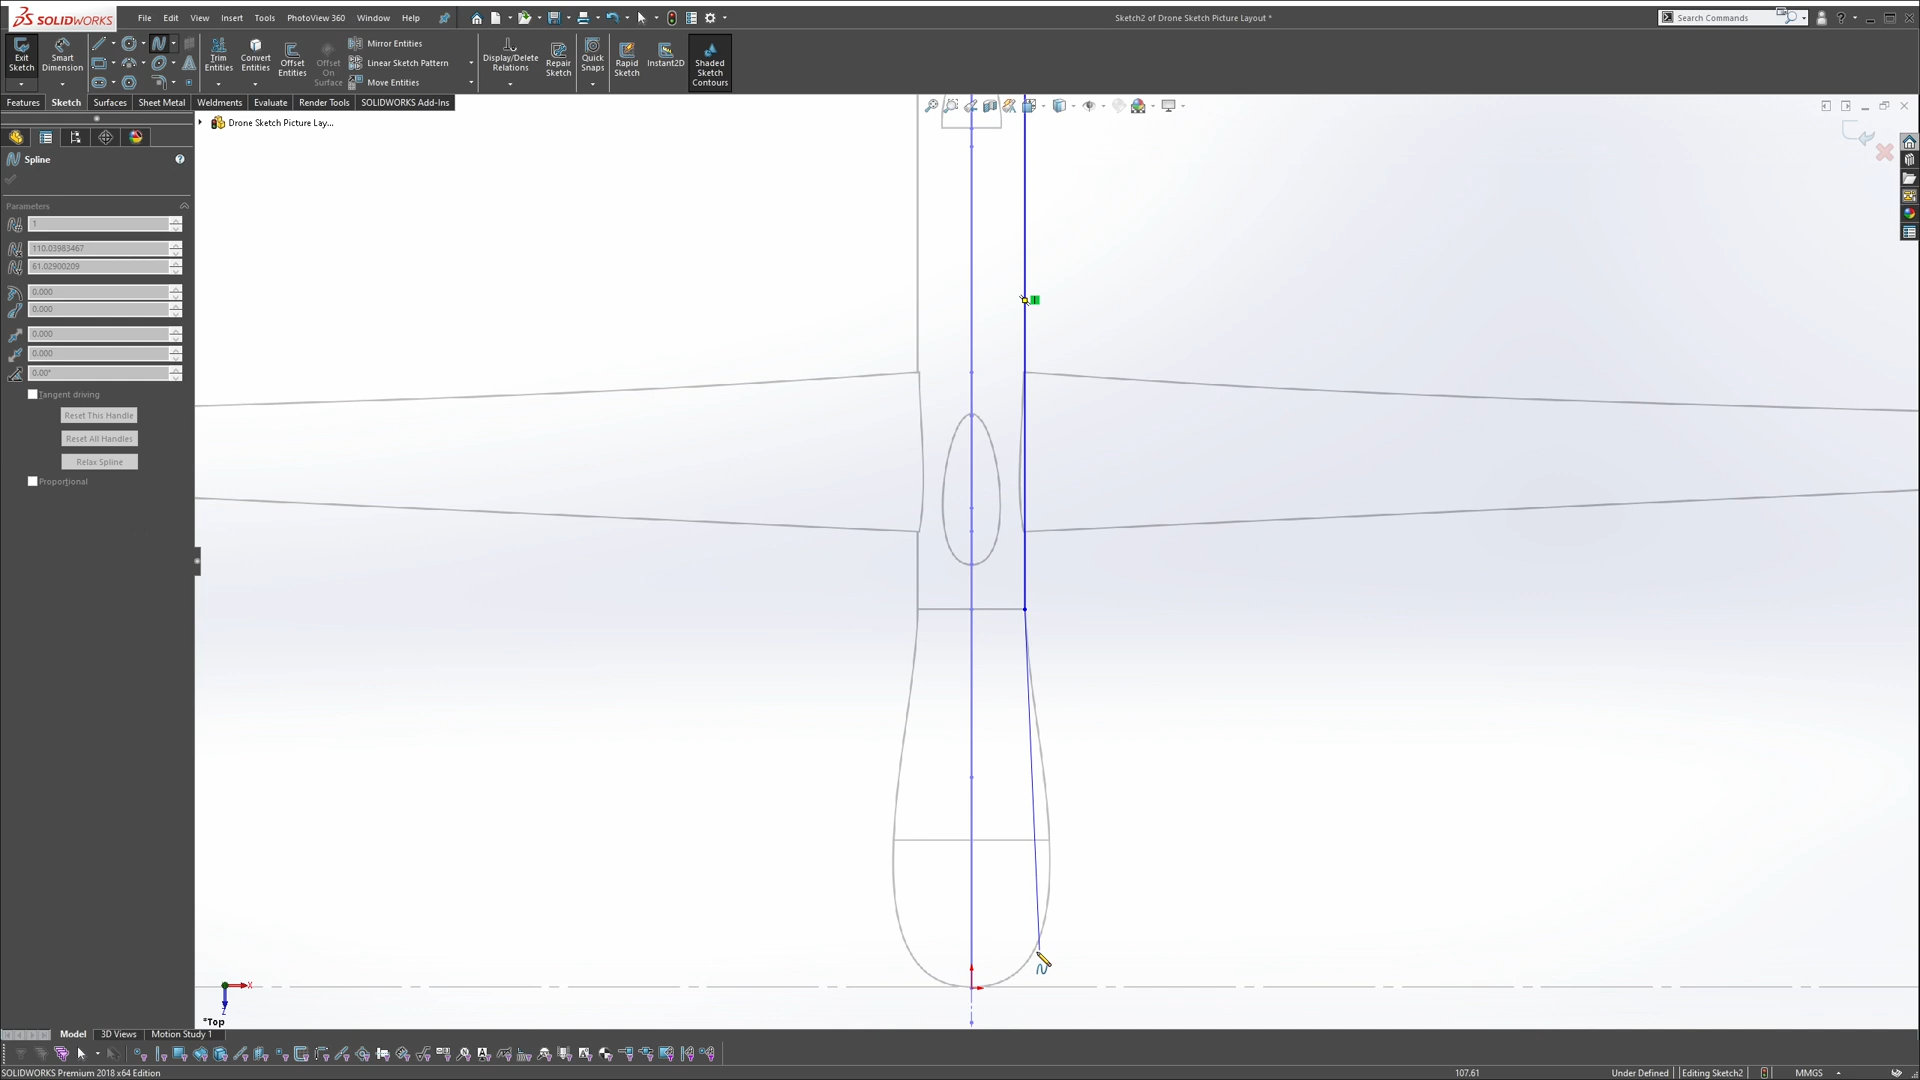 SOLIDWORKS
File Edit View Insert Tools PhotoView 360 Window Help
Sketch2 of Drone Sketch Picture Layout *
Search Commands
Exit Sketch
Smart Dimension
Trim Entities
Convert Entities
Offset Entities
Offset On Surface
Mirror Entities
Linear Sketch Pattern
Move Entities
Display/Delete Relations
Repair Sketch
Quick Snaps
Rapid Sketch
Instant2D
Shaded Sketch Contours
Features Sketch Surfaces Sheet Metal Weldments Evaluate Render Tools SOLIDWORKS Add-Ins
Drone Sketch Picture Lay...
Spline
Parameters
1
110.03983467
61.02900209
0.000
0.000
0.000
0.000
0.00°
Tangent driving
Reset This Handle
Reset All Handles
Relax Spline
Proportional
X
Z
*Top
Model 3D Views Motion Study 1
SOLIDWORKS Premium 2018 x64 Edition
107.61
Under Defined
Editing Sketch2
MMGS